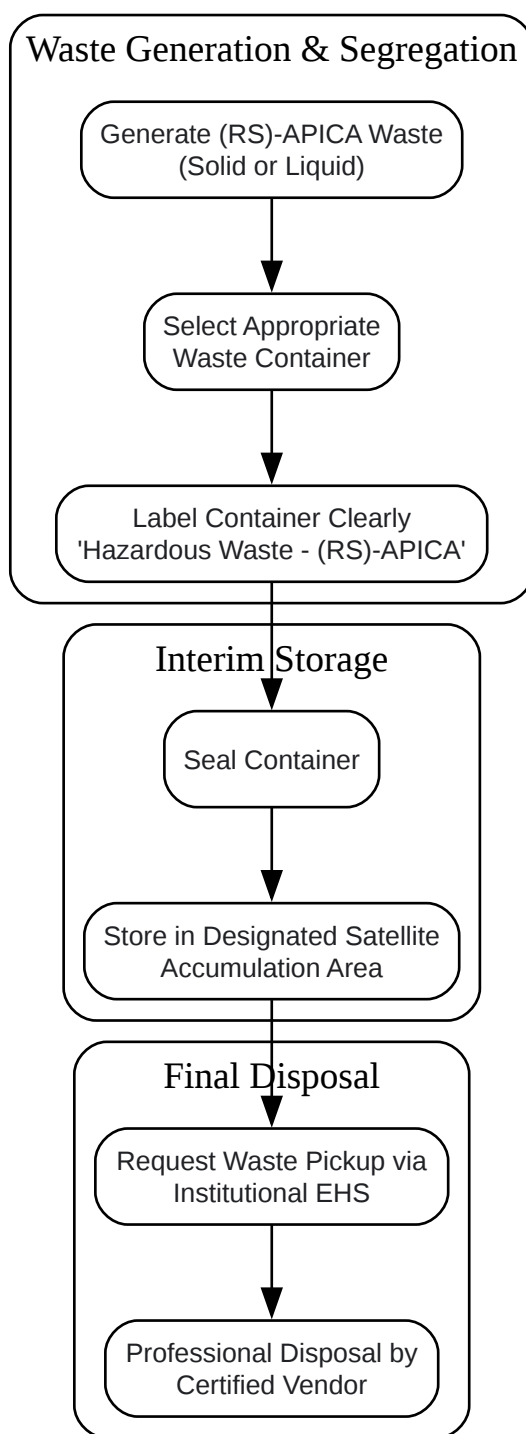 Waste Generation & Segregation
Generate (RS)-APICA Waste
(Solid or Liquid)
Select Appropriate
Waste Container
Label Container Clearly
'Hazardous Waste - (RS)-APICA'
Interim Storage
Seal Container
Store in Designated Satellite
Accumulation Area
Final Disposal
Request Waste Pickup via
Institutional EHS
Professional Disposal by
Certified Vendor